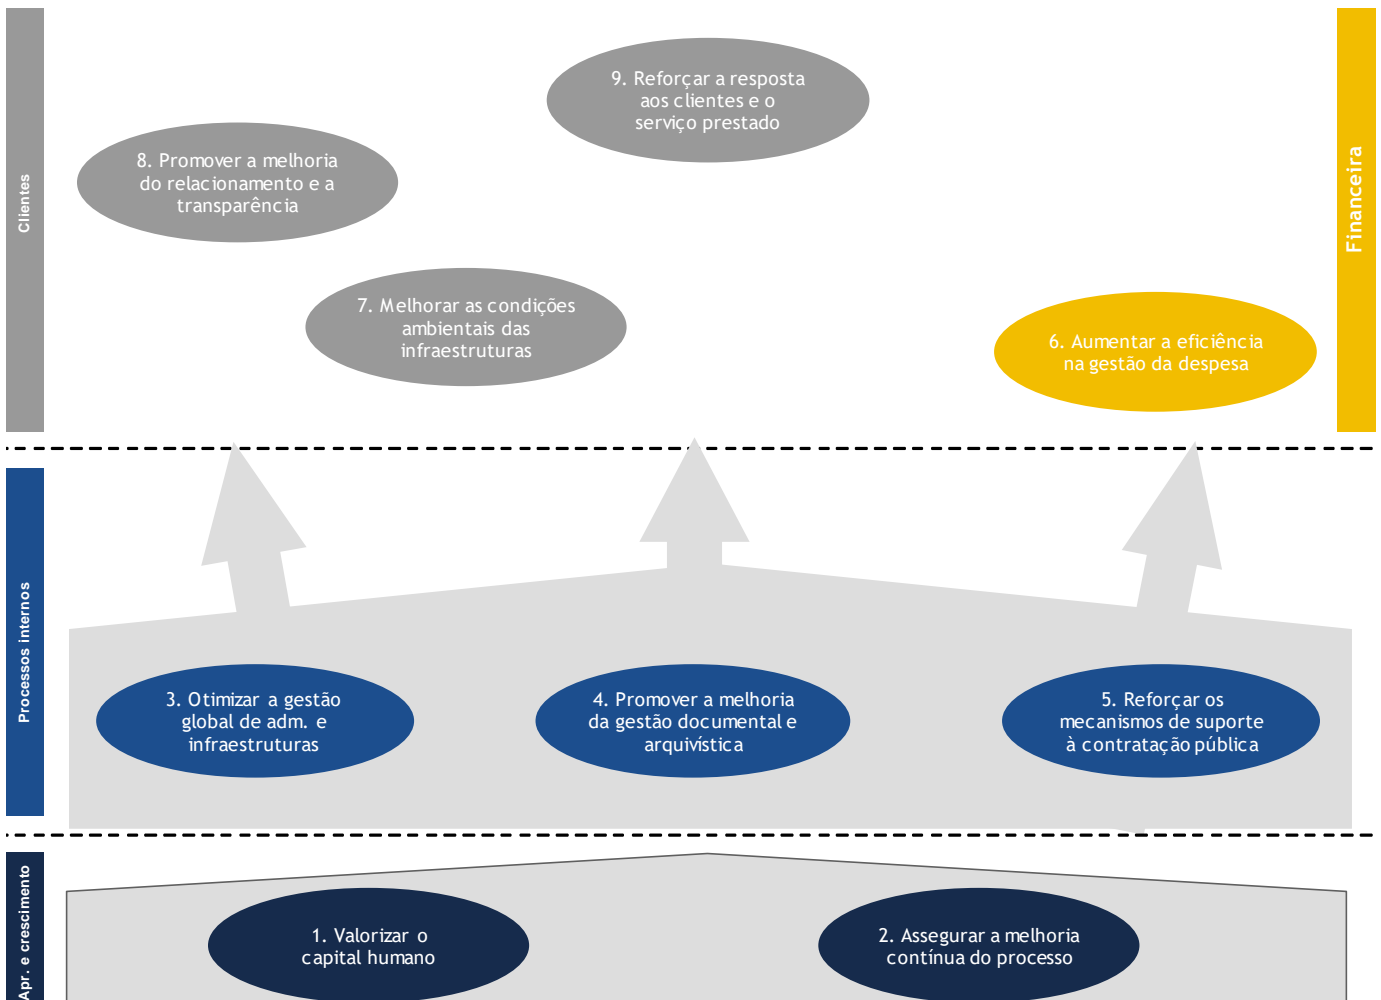 Clientes
Financeira
9. Reforçar a resposta
aos clientes e o
serviço prestado
8. Promover a melhoria
do relacionamento e a
transparência
7. Melhorar as condições
ambientais das
infraestruturas
6. Aumentar a eficiência
na gestão da despesa
Processos internos
3. Otimizar a gestão
global de adm. e
infraestruturas
4. Promover a melhoria
da gestão documental e
arquivística
5. Reforçar os
mecanismos de suporte
à contratação pública
Apr. e crescimento
1. Valorizar o
capital humano
2. Assegurar a melhoria
contínua do processo